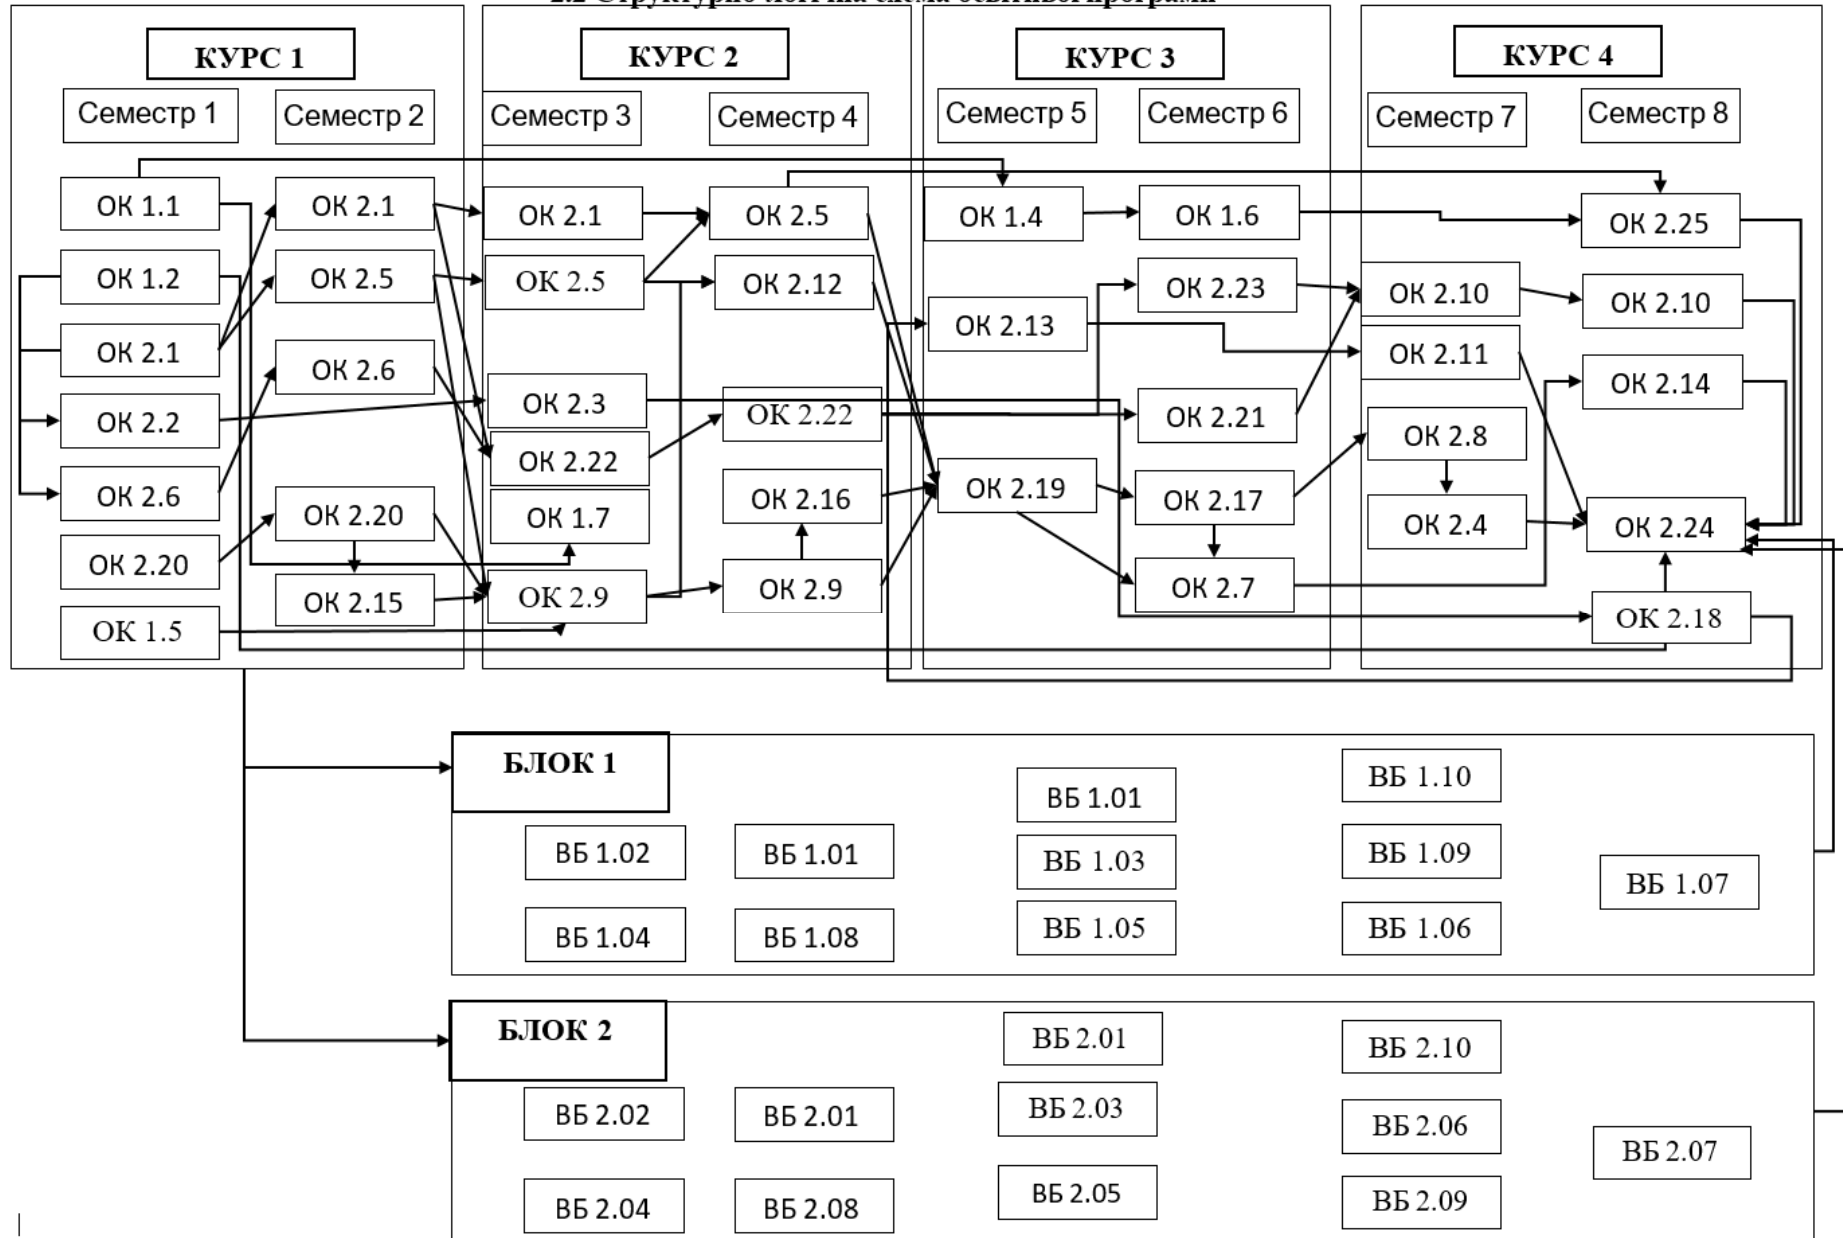 КУРС 1
КУРС 2
КУРС 3
КУРС 4
Семестр 1
Семестр 2
Семестр 3
Семестр 4
Семестр 5
Семестр 6
Семестр 7
Семестр 8
ОК 1.1
ОК 1.2
ОК 2.1
ОК 2.2
ОК 2.6
ОК 2.20
ОК 1.5
ОК 2.1
ОК 2.5
ОК 2.6
ОК 2.20
ОК 2.15
ОК 2.1
ОК 2.5
ОК 2.3
ОК 2.22
ОК 1.7
ОК 2.9
ОК 2.5
ОК 2.12
ОК 2.22
ОК 2.16
ОК 2.9
ОК 1.4
ОК 2.13
ОК 2.19
ОК 1.6
ОК 2.23
ОК 2.21
ОК 2.17
ОК 2.7
ОК 2.10
ОК 2.11
ОК 2.8
ОК 2.4
ОК 2.25
ОК 2.10
ОК 2.14
ОК 2.24
ОК 2.18
БЛОК 1
ВБ 1.02
ВБ 1.04
ВБ 1.01
ВБ 1.08
ВБ 1.01
ВБ 1.03
ВБ 1.05
ВБ 1.10
ВБ 1.09
ВБ 1.06
ВБ 1.07
БЛОК 2
ВБ 2.02
ВБ 2.04
ВБ 2.01
ВБ 2.08
ВБ 2.01
ВБ 2.03
ВБ 2.05
ВБ 2.10
ВБ 2.06
ВБ 2.09
ВБ 2.07